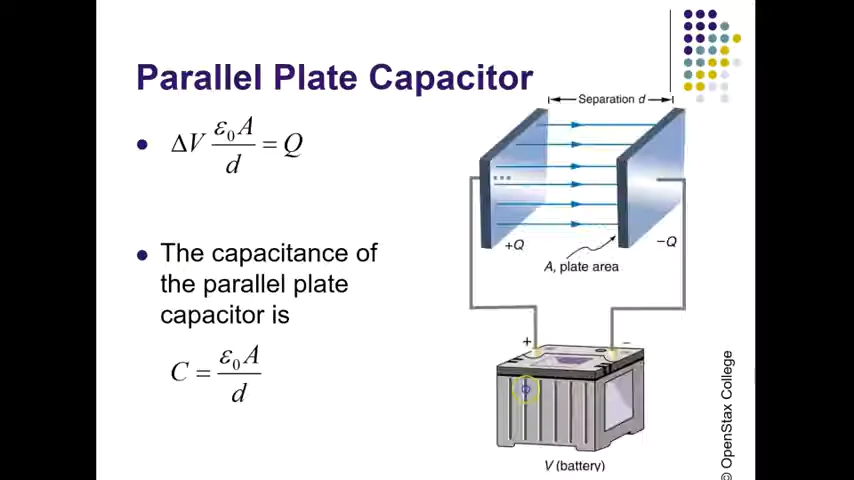 Parallel Plate Capacitor
Separation d
ΔV ε₀A/d = Q
+Q
−Q
A, plate area
The capacitance of
the parallel plate
capacitor is
C = ε₀A/d
+ −
V (battery)
© OpenStax College